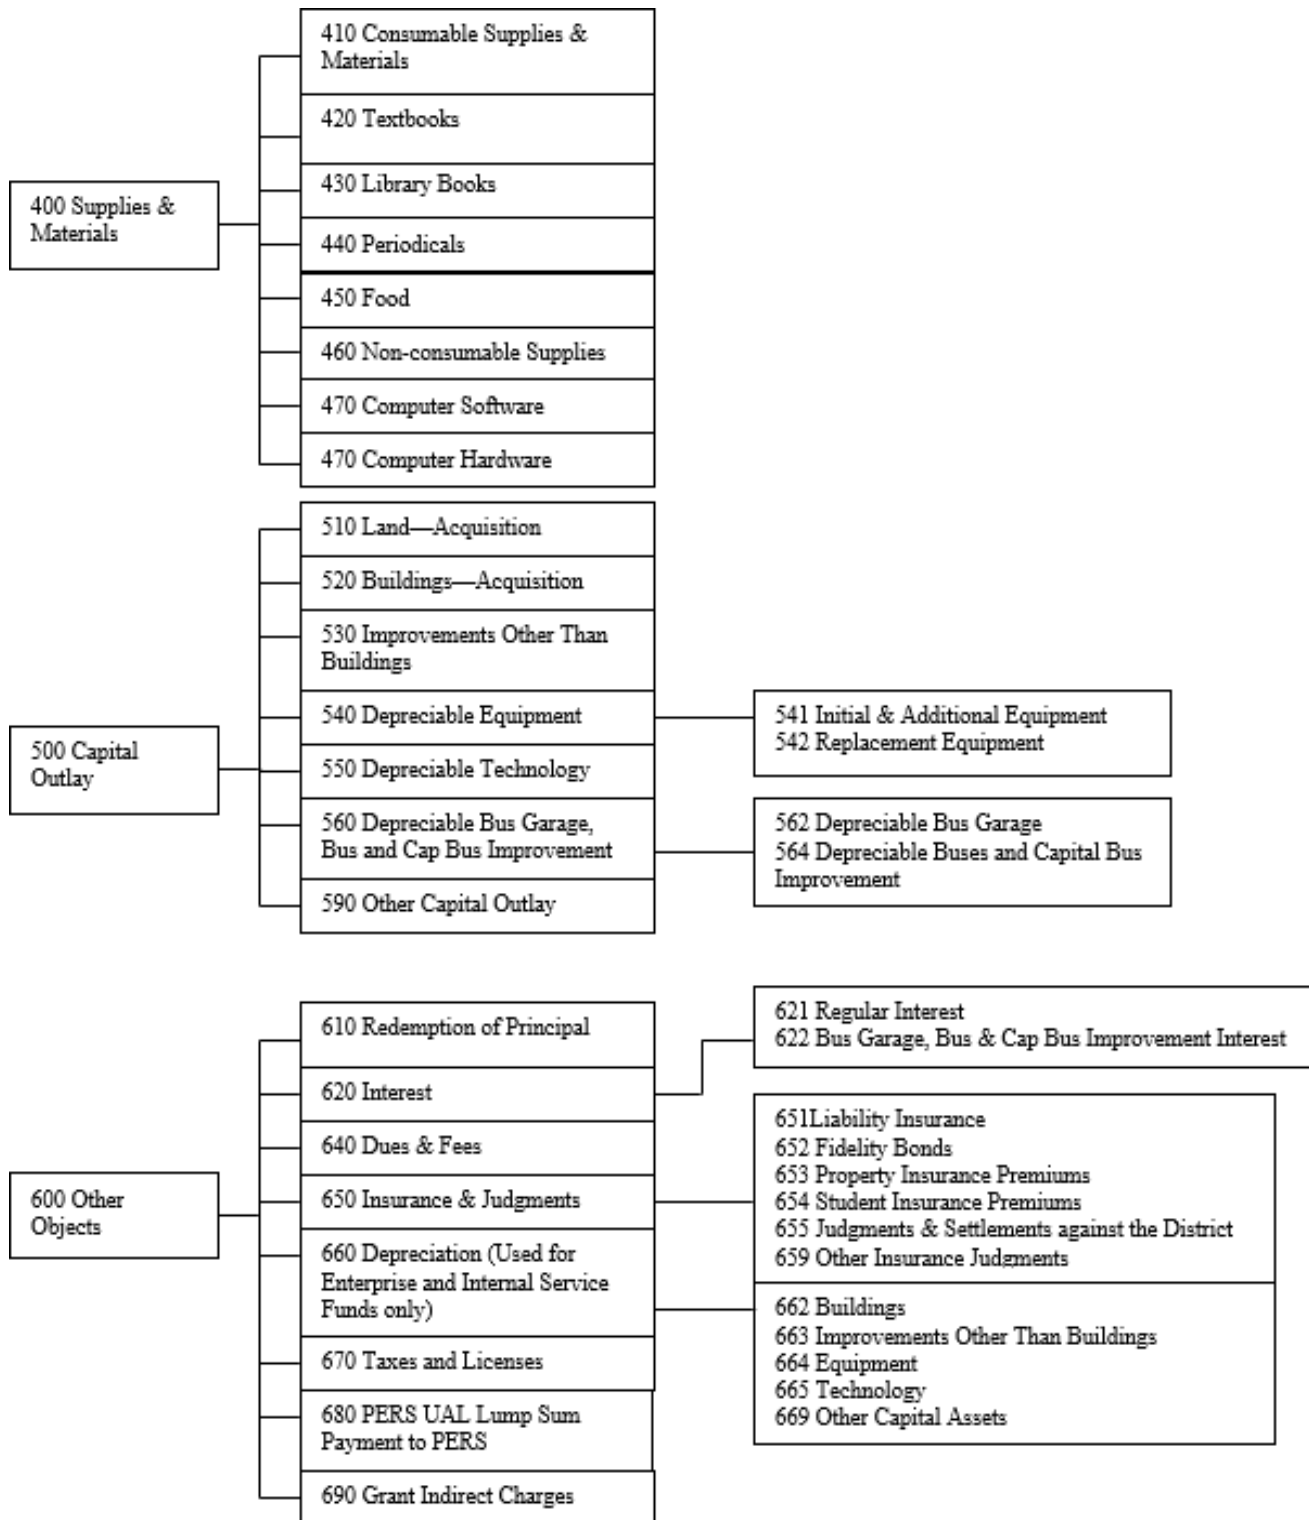 400 Supplies &
Materials
410 Consumable Supplies &
Materials
420 Textbooks
430 Library Books
440 Periodicals
450 Food
460 Non-consumable Supplies
470 Computer Software
470 Computer Hardware
500 Capital
Outlay
510 Land—Acquisition
520 Buildings—Acquisition
530 Improvements Other Than
Buildings
540 Depreciable Equipment
541 Initial & Additional Equipment
542 Replacement Equipment
550 Depreciable Technology
560 Depreciable Bus Garage,
Bus and Cap Bus Improvement
562 Depreciable Bus Garage
564 Depreciable Buses and Capital Bus
Improvement
590 Other Capital Outlay
600 Other
Objects
610 Redemption of Principal
620 Interest
621 Regular Interest
622 Bus Garage, Bus & Cap Bus Improvement Interest
640 Dues & Fees
650 Insurance & Judgments
651Liability Insurance
652 Fidelity Bonds
653 Property Insurance Premiums
654 Student Insurance Premiums
655 Judgments & Settlements against the District
659 Other Insurance Judgments
660 Depreciation (Used for
Enterprise and Internal Service
Funds only)
662 Buildings
663 Improvements Other Than Buildings
664 Equipment
665 Technology
669 Other Capital Assets
670 Taxes and Licenses
680 PERS UAL Lump Sum
Payment to PERS
690 Grant Indirect Charges